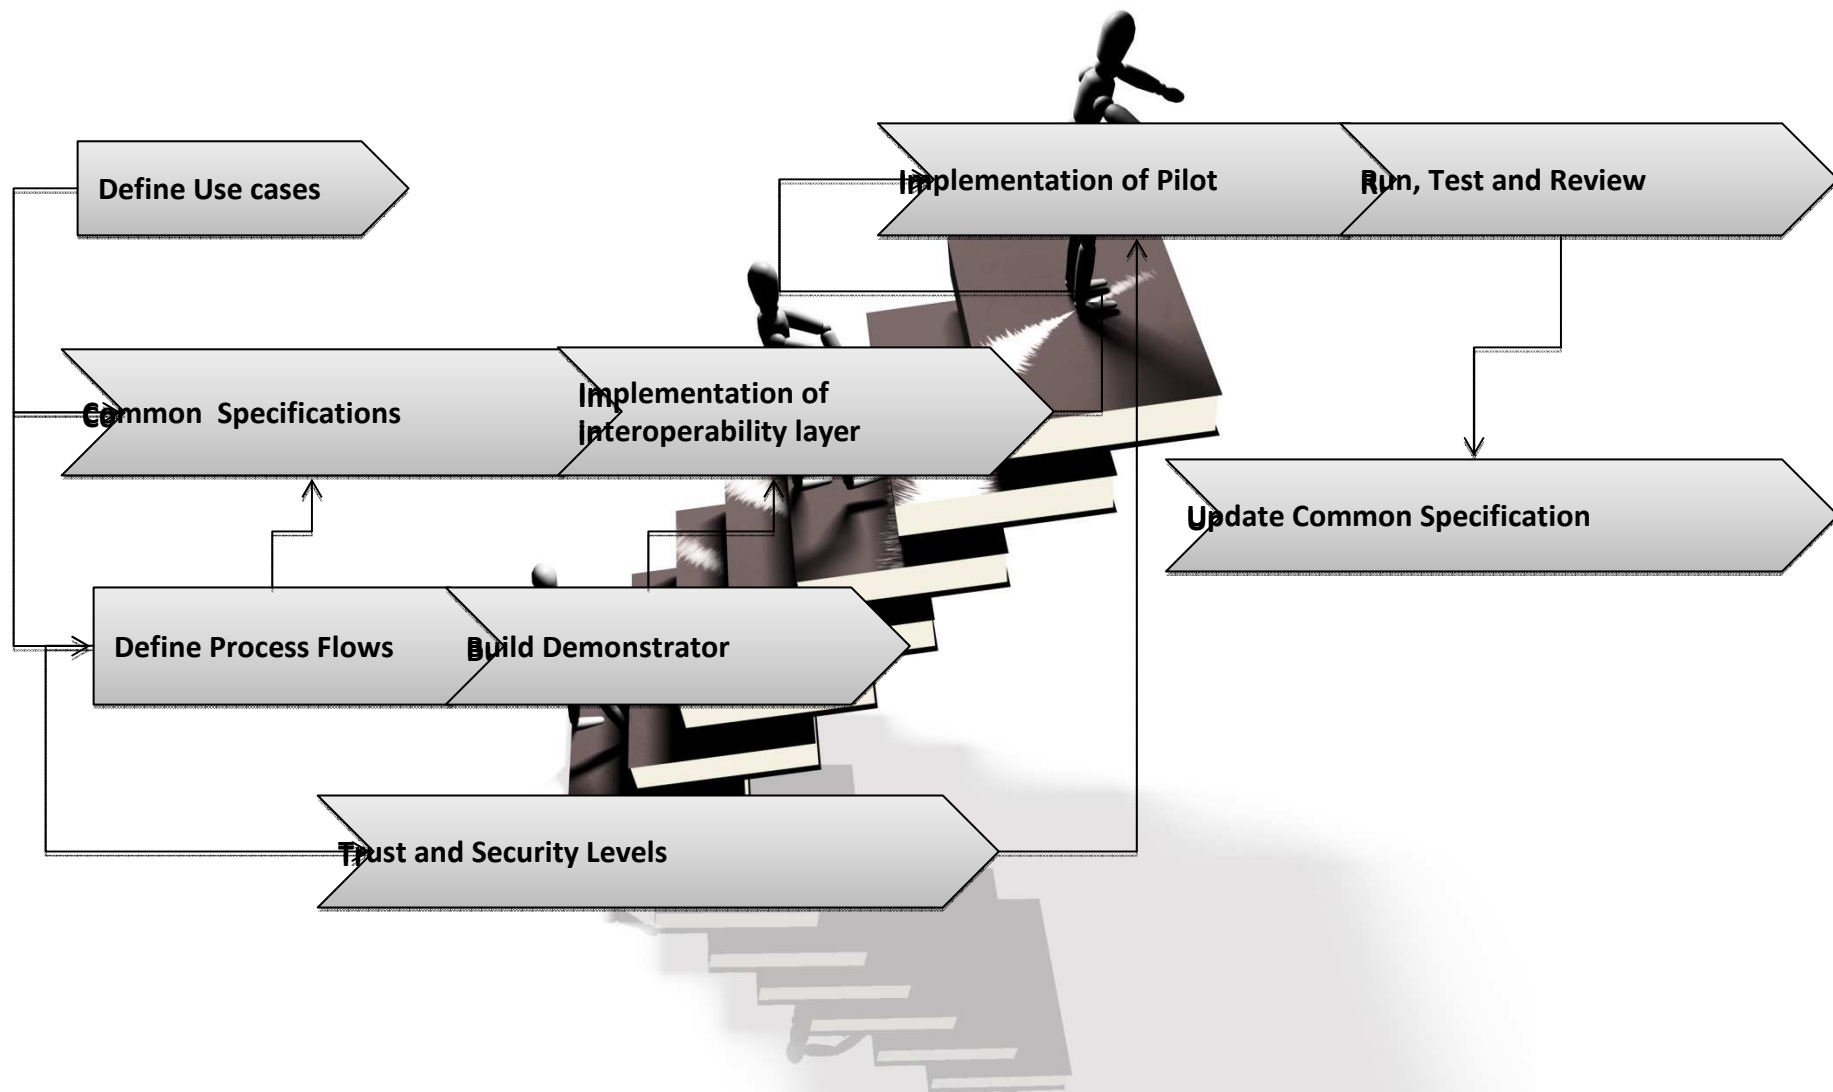 Define Use cases
Implementation of Pilot
Run, Test and Review
Common Specifications
Implementation of
interoperability layer
Update Common Specification
Define Process Flows
Build Demonstrator
Trust and Security Levels